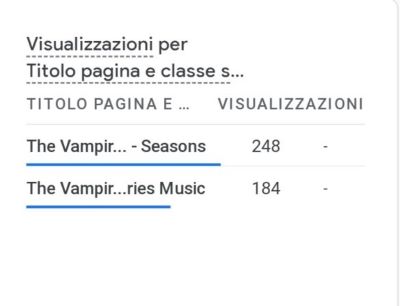 Visualizzazioni per
Titolo pagina e classe s...
TITOLO PAGINA E ... VISUALIZZAZIONI
The Vampir... - Seasons 248 -
The Vampir...ries Music 184 -